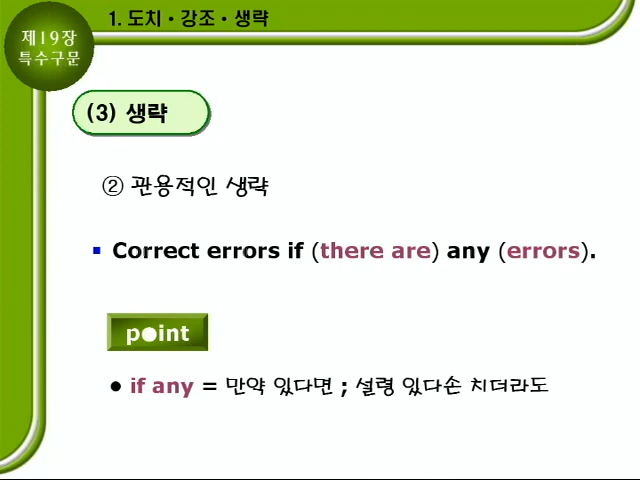 1. 도치 · 강조 · 생략
제19장
특수구문
(3) 생략
② 관용적인 생략
▪ Correct errors if (there are) any (errors).
point
● if any = 만약 있다면 ; 설령 있다손 치더라도